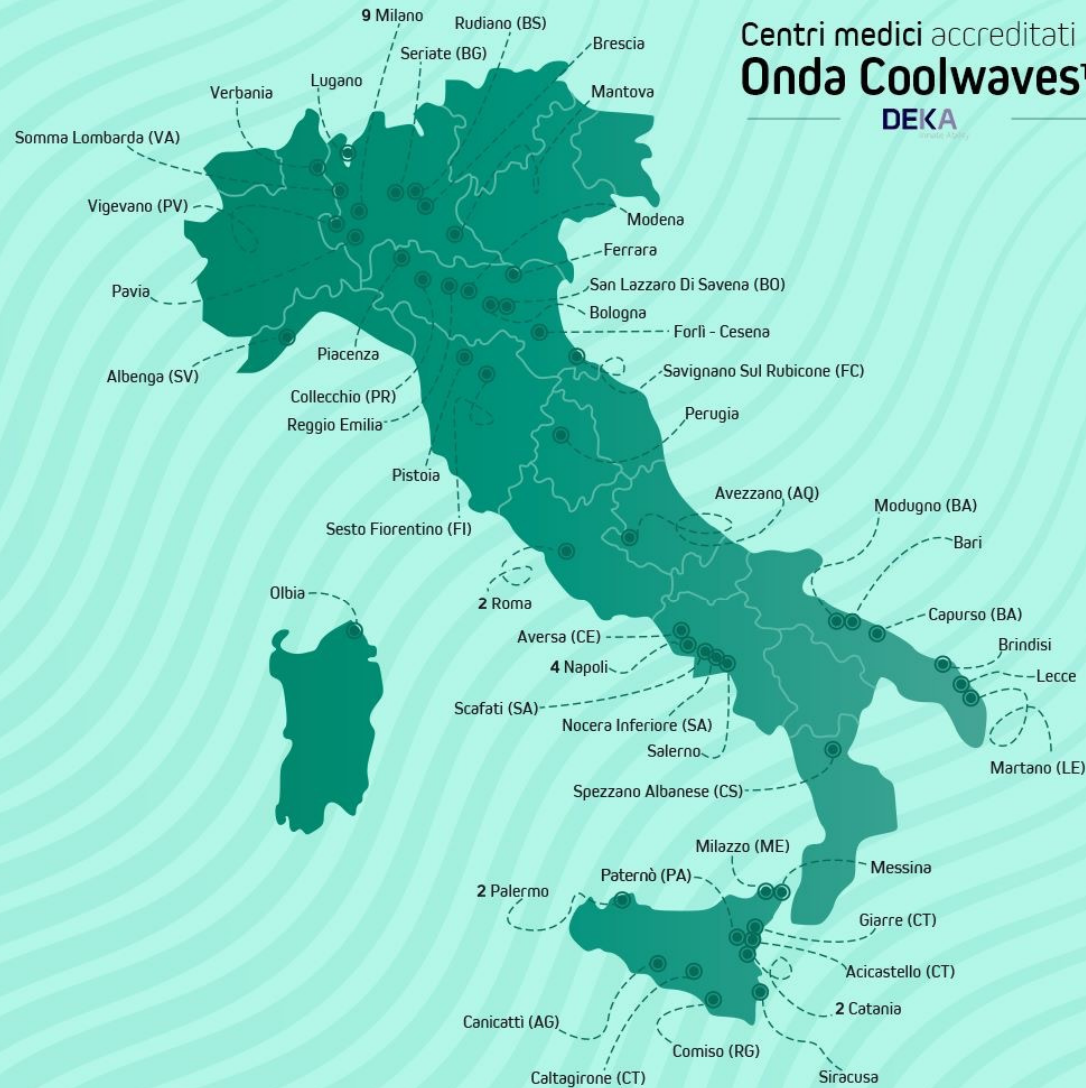 Centri medici accreditati
Onda Coolwaves
DEKA
9 Milano
Rudiano (BS)
Seriate (BG)
Brescia
Lugano
Mantova
Verbania
Somma Lombarda (VA)
Vigevano (PV)
Modena
Ferrara
San Lazzaro Di Savena (BO)
Pavia
Bologna
Forlì - Cesena
Piacenza
Albenga (SV)
Savignano Sul Rubicone (FC)
Collecchio (PR)
Perugia
Reggio Emilia
Pistoia
Avezzano (AQ)
Modugno (BA)
Sesto Fiorentino (FI)
Bari
Olbia
2 Roma
Capurso (BA)
Aversa (CE)
Brindisi
4 Napoli
Lecce
Scafati (SA)
Nocera Inferiore (SA)
Salerno
Martano (LE)
Spezzano Albanese (CS)
Milazzo (ME)
Messina
Paternò (PA)
2 Palermo
Giarre (CT)
Acicastello (CT)
2 Catania
Canicattì (AG)
Comiso (RG)
Caltagirone (CT)
Siracusa